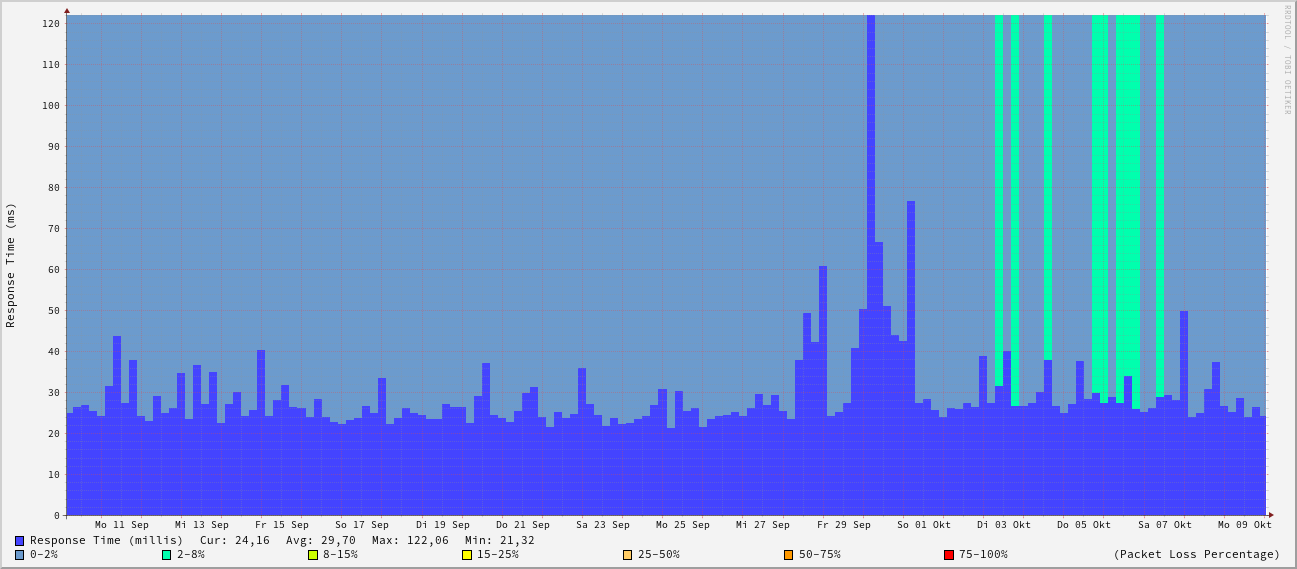 RRDTOOL / TOBI OETIKER
Response Time (ms)
120
110
100
90
80
70
60
50
40
30
20
10
0
Mo 11 Sep Mi 13 Sep Fr 15 Sep So 17 Sep Di 19 Sep Do 21 Sep Sa 23 Sep Mo 25 Sep Mi 27 Sep Fr 29 Sep So 01 Okt Di 03 Okt Do 05 Okt Sa 07 Okt Mo 09 Okt
Response Time (millis) Cur: 24,16 Avg: 29,70 Max: 122,06 Min: 21,32
0-2% 2-8% 8-15% 15-25% 25-50% 50-75% 75-100% (Packet Loss Percentage)